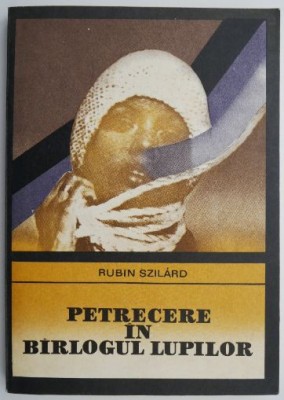 RUBIN SZILÁRD
PETRECERE
ÎN
BÎRLOGUL LUPILOR